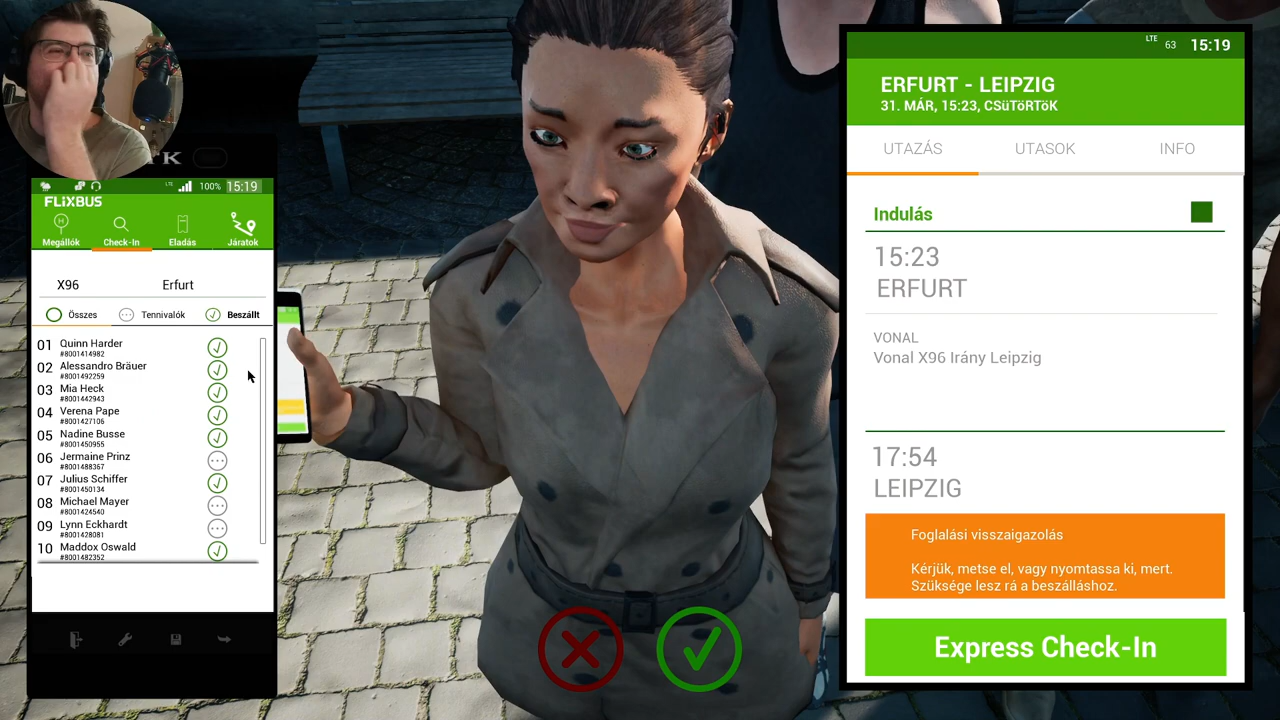 TK
15:19
LTE
100%
FLiXBUS
Megállók
Check-In
Eladás
Járatok
X96
Erfurt
Összes
Tennivalók
Beszállt
01 Quinn Harder
#8001414982
02 Alessandro Bräuer
#8001492259
03 Mia Heck
#8001442943
04 Verena Pape
#8001427106
05 Nadine Busse
#8001450955
06 Jermaine Prinz
#8001488367
07 Julius Schiffer
#8001450134
08 Michael Mayer
#8001424540
09 Lynn Eckhardt
#8001428081
10 Maddox Oswald
#8001482352
LTE 63 15:19
ERFURT - LEIPZIG
31. MÁR, 15:23, CSüTöRTöK
UTAZÁS UTASOK INFO
Indulás
15:23
ERFURT
VONAL
Vonal X96 Irány Leipzig
17:54
LEIPZIG
Foglalási visszaigazolás
Kérjük, metse el, vagy nyomtassa ki, mert.
Szüksége lesz rá a beszálláshoz.
Express Check-In